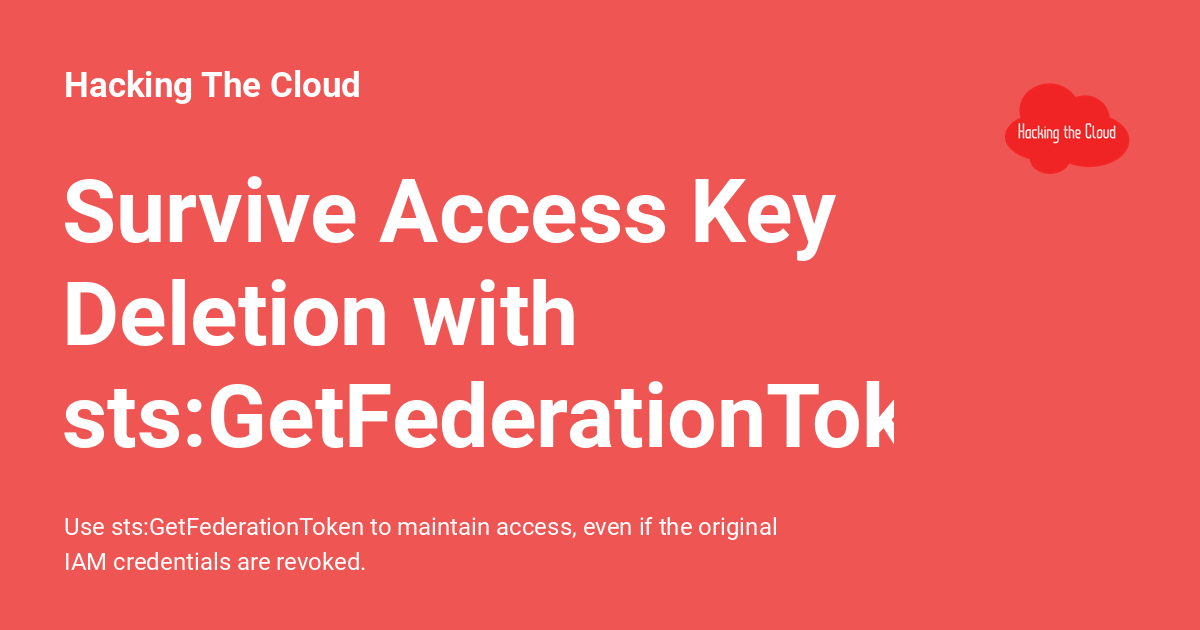 Hacking The Cloud
Hacking the Cloud
Survive Access Key
Deletion with
sts:GetFederationTok
Use sts:GetFederationToken to maintain access, even if the original
IAM credentials are revoked.